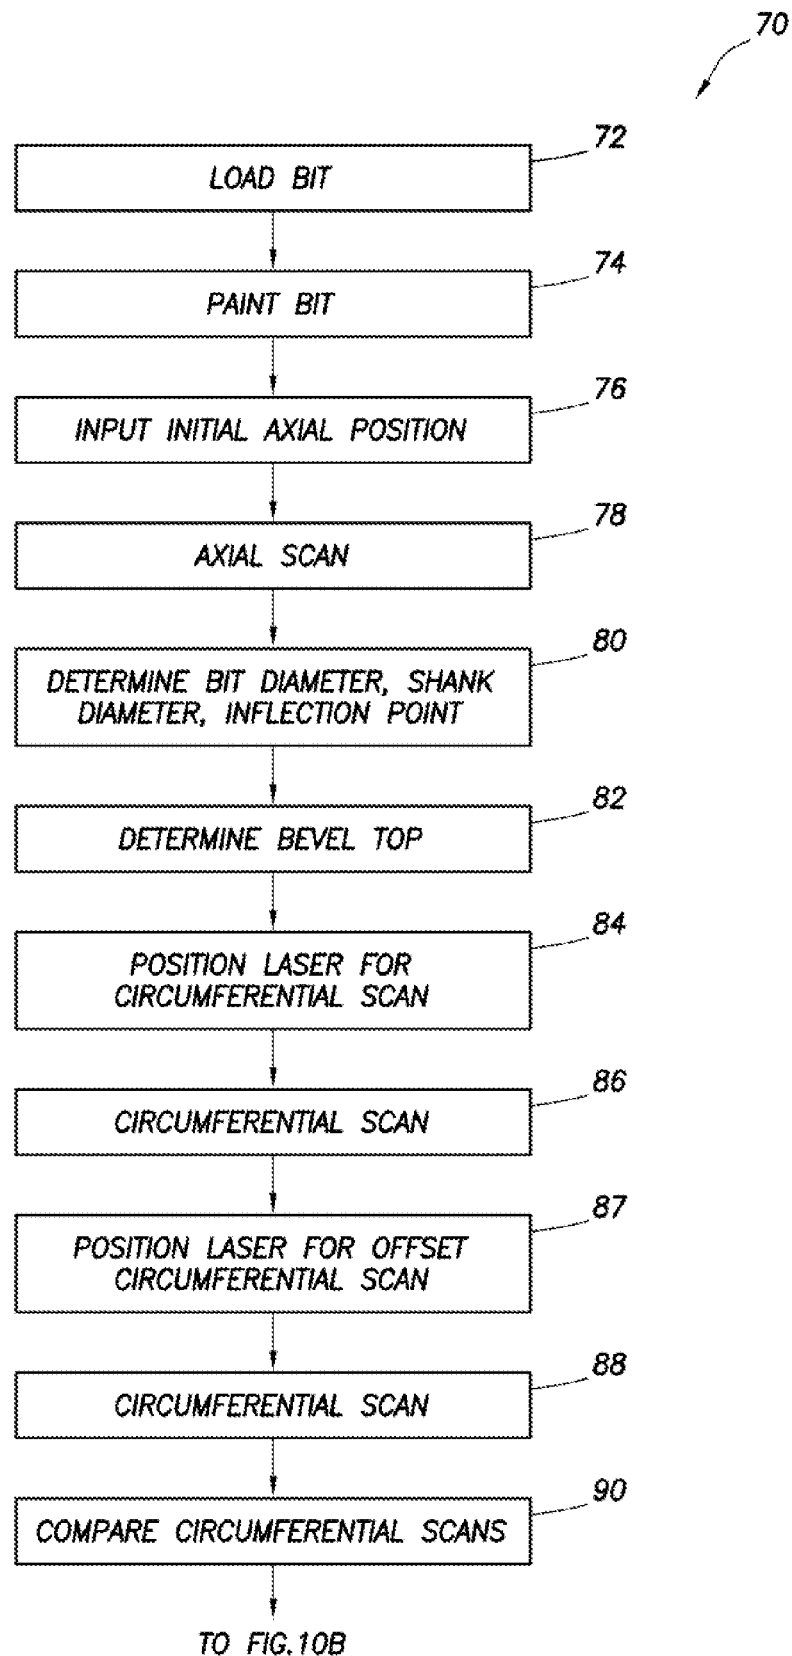 70
72
LOAD BIT
74
PAINT BIT
76
INPUT INITIAL AXIAL POSITION
78
AXIAL SCAN
80
DETERMINE BIT DIAMETER, SHANK
DIAMETER, INFLECTION POINT
82
DETERMINE BEVEL TOP
84
POSITION LASER FOR
CIRCUMFERENTIAL SCAN
86
CIRCUMFERENTIAL SCAN
87
POSITION LASER FOR OFFSET
CIRCUMFERENTIAL SCAN
88
CIRCUMFERENTIAL SCAN
90
COMPARE CIRCUMFERENTIAL SCANS
TO FIG.10B